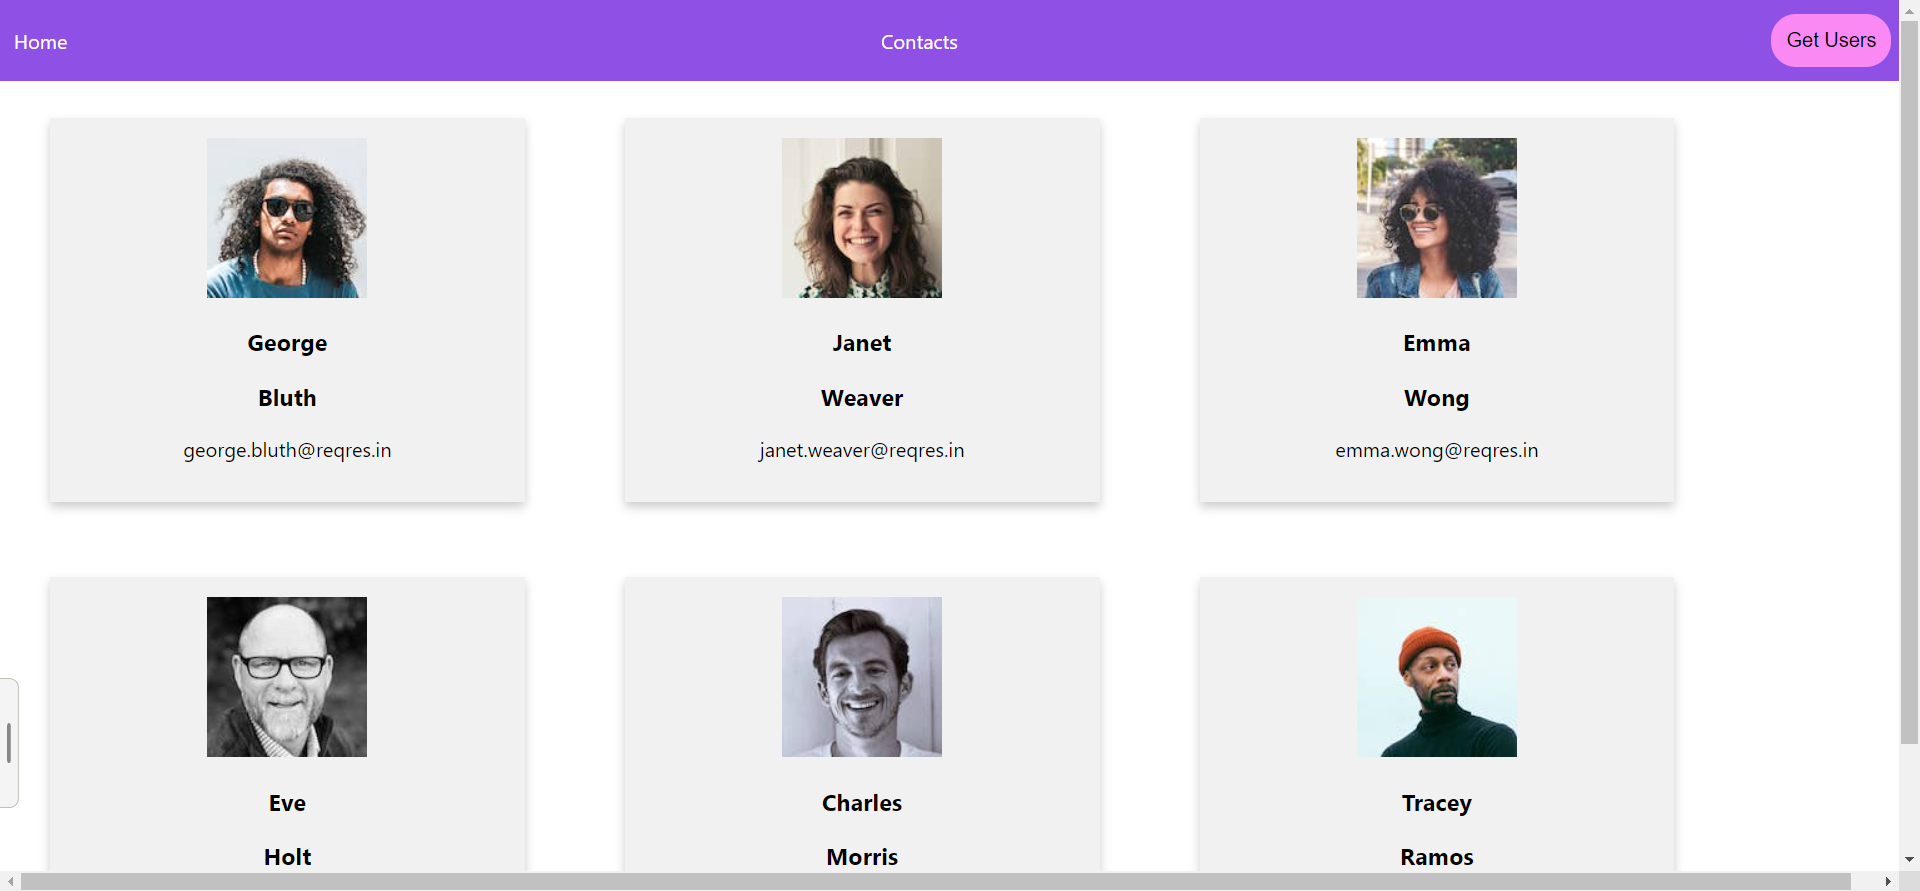 Home
Contacts
Get Users
George
Bluth
george.bluth@reqres.in
Janet
Weaver
janet.weaver@reqres.in
Emma
Wong
emma.wong@reqres.in
Eve
Holt
Charles
Morris
Tracey
Ramos